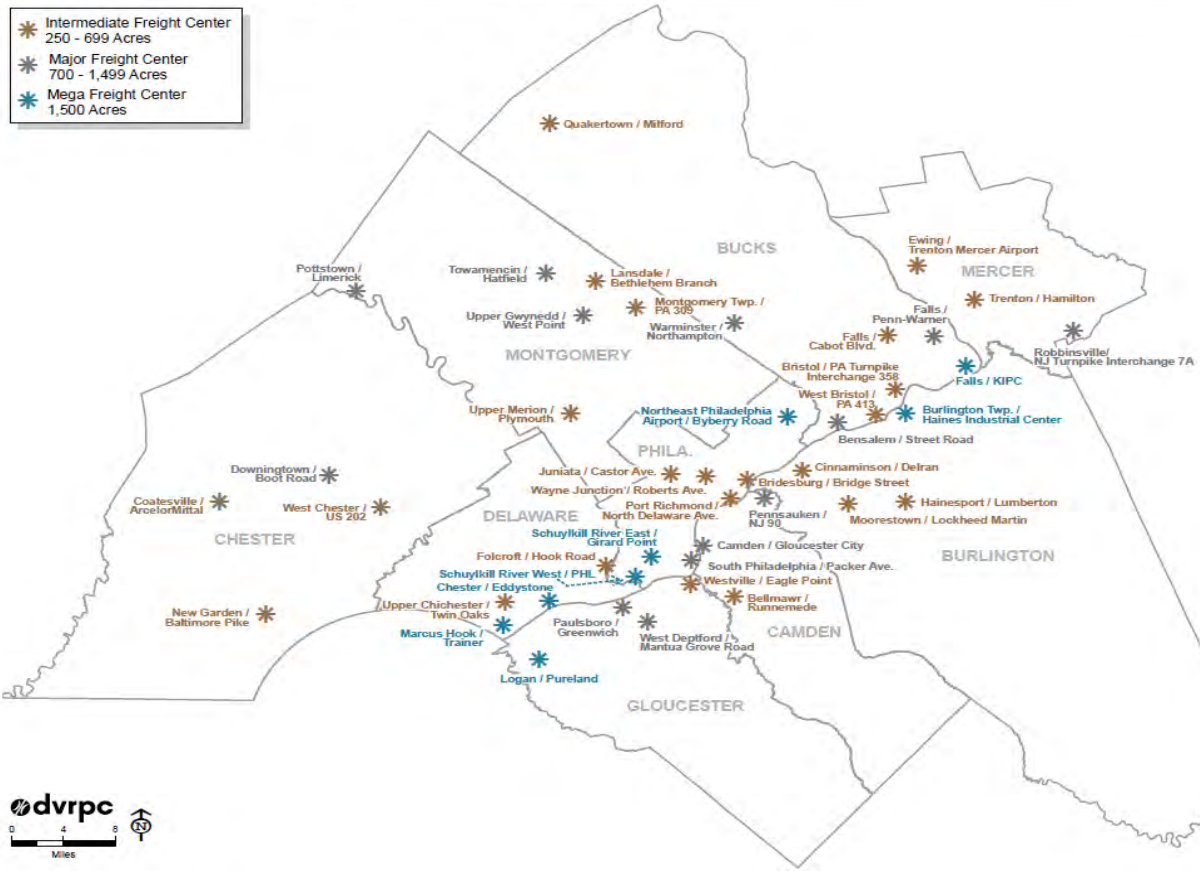 Intermediate Freight Center
250 - 699 Acres
Major Freight Center
700 - 1,499 Acres
Mega Freight Center
1,500 Acres
Quakertown / Milford
BUCKS
Ewing /
Trenton Mercer Airport
MERCER
Pottstown /
Limerick
Towamencin /
Hatfield
Lansdale /
Bethlehem Branch
Montgomery Twp. /
PA 309
Trenton / Hamilton
Upper Gwynedd /
West Point
Warminster /
Northampton
Falls /
Penn-Warner
Falls /
Cabot Blvd.
Robbinsville/
NJ Turnpike Interchange 7A
MONTGOMERY
Bristol / PA Turnpike
Interchange 358
Falls / KIPC
West Bristol /
PA 413
Upper Merion /
Plymouth
Northeast Philadelphia
Airport / Byberry Road
Burlington Twp. /
Haines Industrial Center
Bensalem / Street Road
PHILA.
Downingtown /
Boot Road
Juniata / Castor Ave.
Cinnaminson / Delran
Bridesburg / Bridge Street
Wayne Junction / Roberts Ave.
Coatesville /
ArcelorMittal
West Chester /
US 202
Port Richmond /
North Delaware Ave.
Pennsauken /
NJ 90
Hainesport / Lumberton
Moorestown / Lockheed Martin
DELAWARE
CHESTER
Schuylkill River East /
Girard Point
Camden / Gloucester City
BURLINGTON
Folcroft / Hook Road
South Philadelphia / Packer Ave.
Schuylkill River West / PHL
Westville / Eagle Point
Chester / Eddystone
Bellmawr /
Runnemede
Upper Chichester /
Twin Oaks
New Garden /
Baltimore Pike
Paulsboro /
Greenwich
CAMDEN
Marcus Hook /
Trainer
West Deptford /
Mantua Grove Road
Logan / Pureland
GLOUCESTER
dvrpc
N
0 4 8
Miles